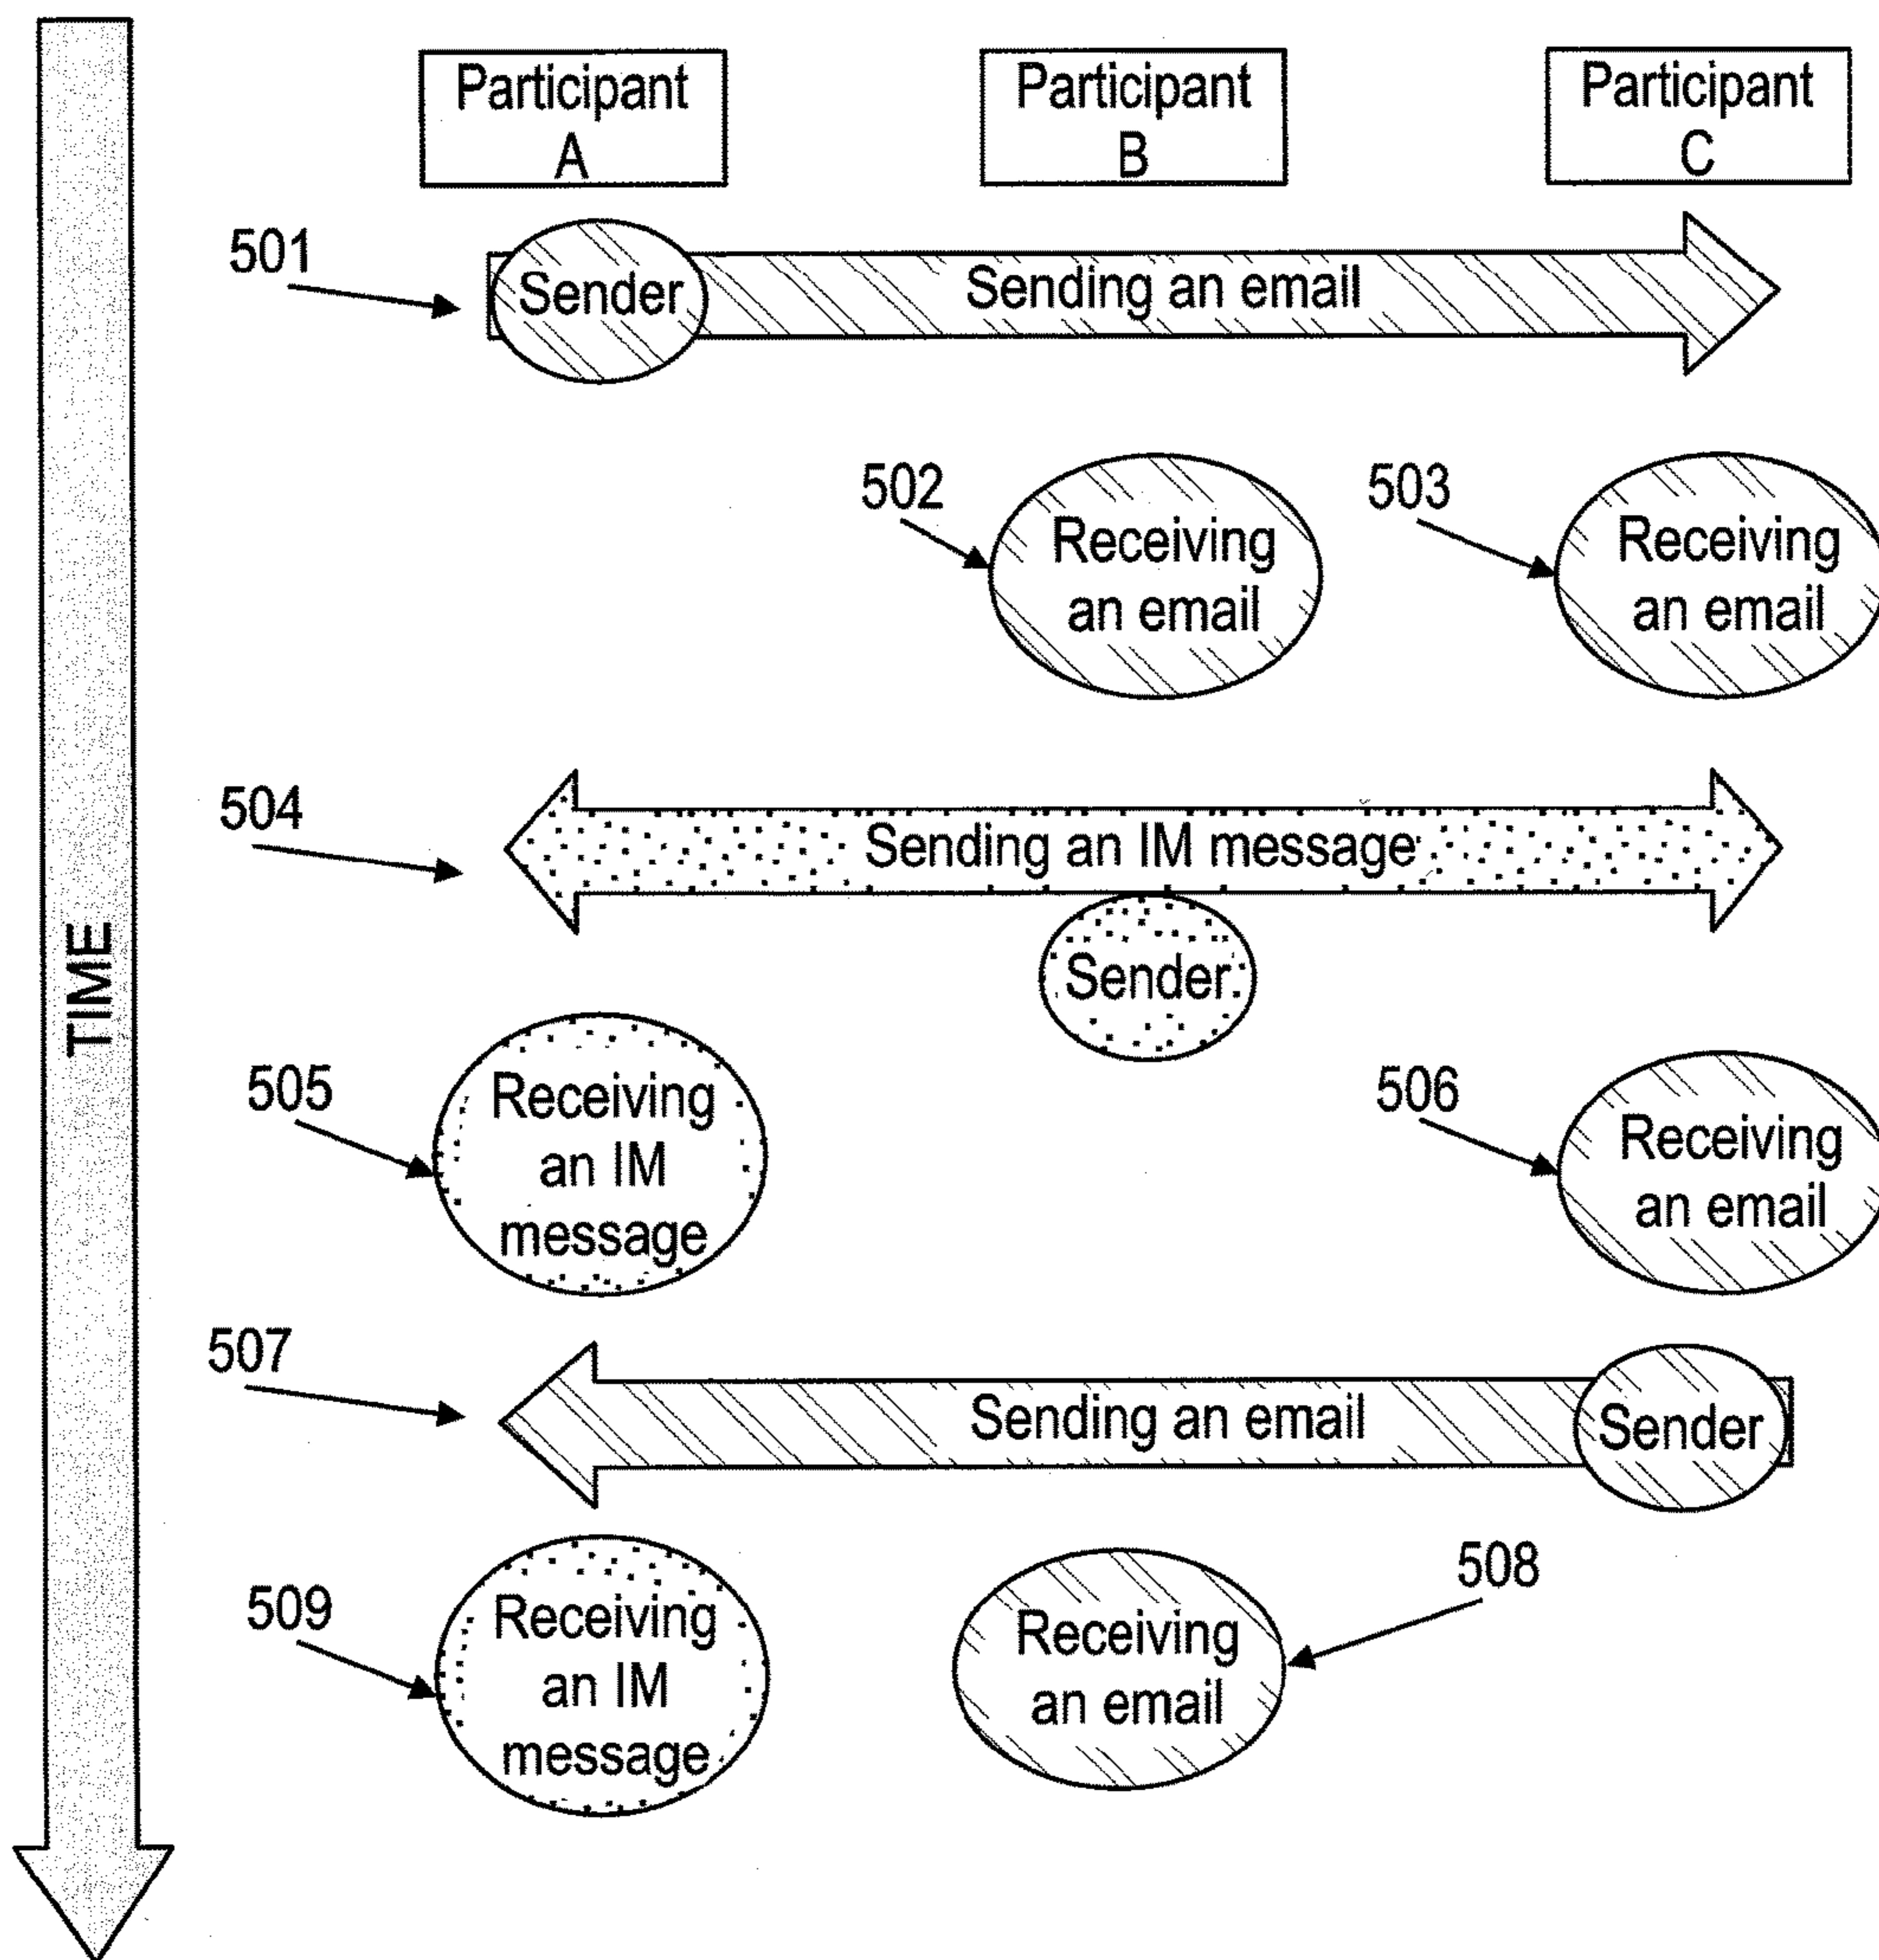 Participant
A
Participant
B
Participant
C
501
Sender
Sending an email
502
Receiving
an email
503
Receiving
an email
504
Sending an IM message
Sender
TIME
505
Receiving
an IM
message
506
Receiving
an email
507
Sending an email
Sender
509
Receiving
an IM
message
Receiving
an email
508